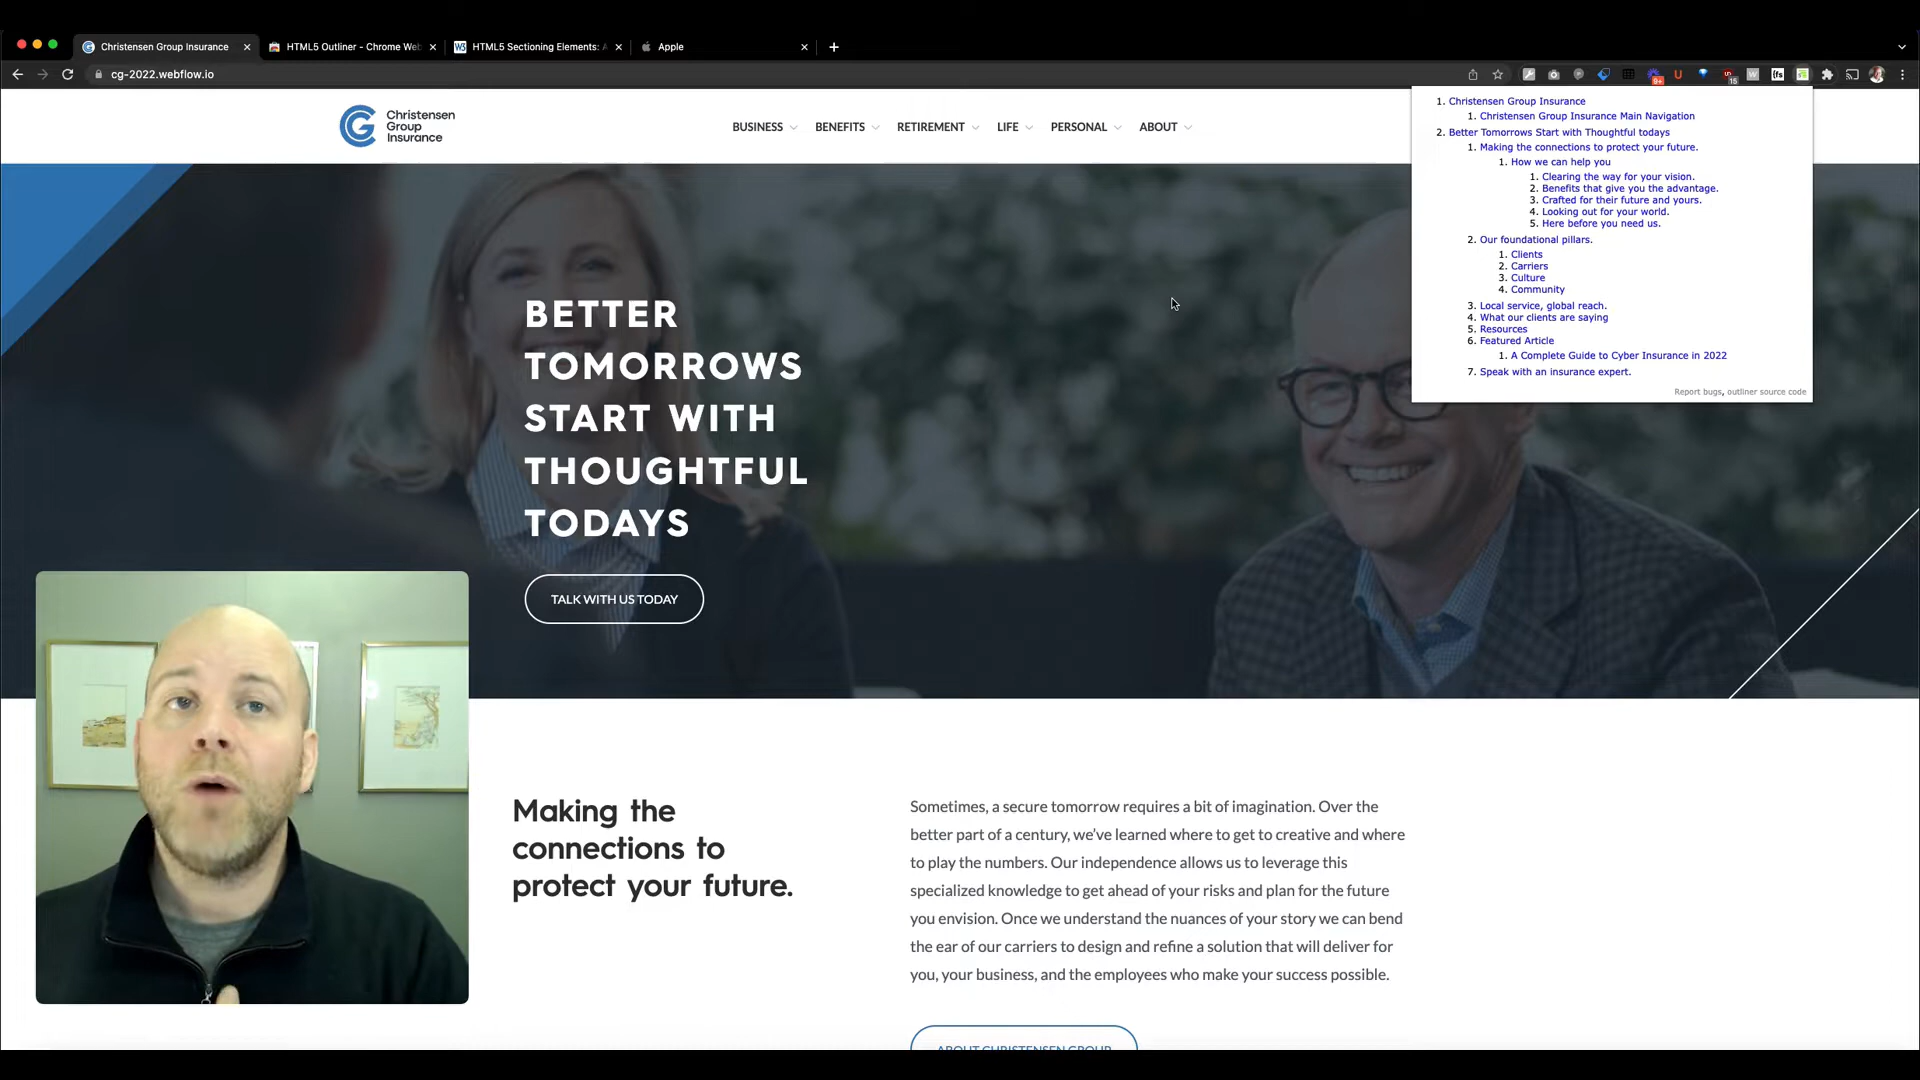 Christensen Group Insurance
HTML5 Outliner - Chrome Web
HTML5 Sectioning Elements: A
Apple
cg-2022.webflow.io
9+
U
15
W
{fs
Christensen
Group
Insurance
BUSINESS
BENEFITS
RETIREMENT
LIFE
PERSONAL
ABOUT
1. Christensen Group Insurance
1. Christensen Group Insurance Main Navigation
2. Better Tomorrows Start with Thoughtful todays
1. Making the connections to protect your future.
1. How we can help you
1. Clearing the way for your vision.
2. Benefits that give you the advantage.
3. Crafted for their future and yours.
4. Looking out for your world.
5. Here before you need us.
2. Our foundational pillars.
1. Clients
2. Carriers
3. Culture
4. Community
3. Local service, global reach.
4. What our clients are saying
5. Resources
6. Featured Article
1. A Complete Guide to Cyber Insurance in 2022
7. Speak with an insurance expert.
Report bugs, outliner source code
BETTER
TOMORROWS
START WITH
THOUGHTFUL
TODAYS
TALK WITH US TODAY
Making the
connections to
protect your future.
Sometimes, a secure tomorrow requires a bit of imagination. Over the
better part of a century, we've learned where to get to creative and where
to play the numbers. Our independence allows us to leverage this
specialized knowledge to get ahead of your risks and plan for the future
you envision. Once we understand the nuances of your story we can bend
the ear of our carriers to design and refine a solution that will deliver for
you, your business, and the employees who make your success possible.
ABOUT CHRISTENSEN GROUP